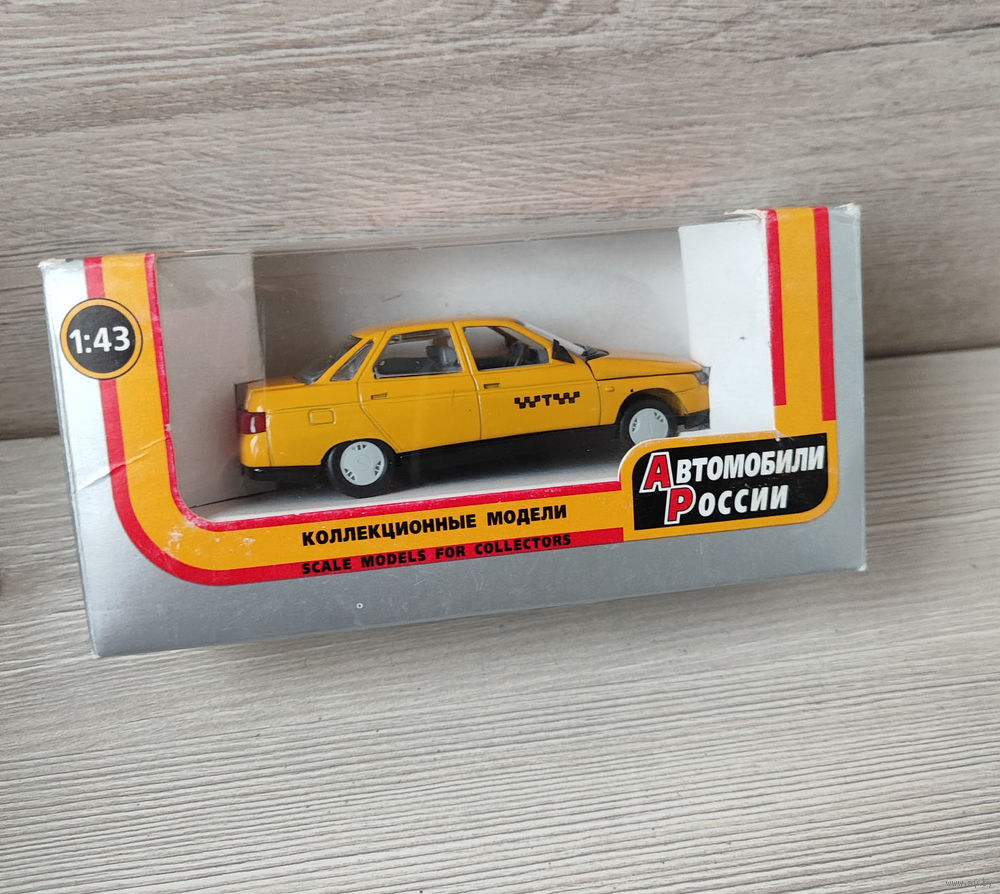 1:43
Т
АВТОМОБИЛИ
РОССИИ
КОЛЛЕКЦИОННЫЕ МОДЕЛИ
SCALE MODELS FOR COLLECTORS